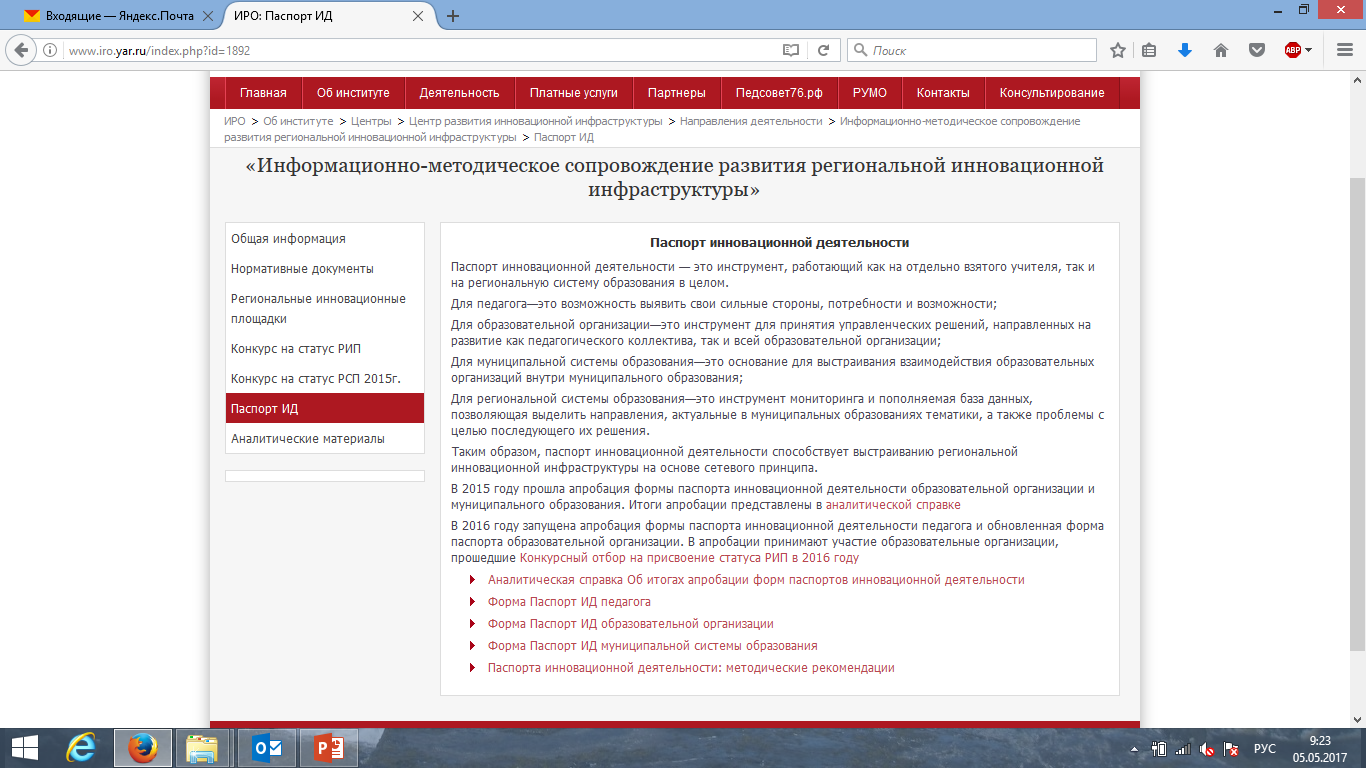 Входящие — Яндекс.Почта
ИРО: Паспорт ИД
www.iro.yar.ru/index.php?id=1892
Поиск
ABP
Главная
Об институте
Деятельность
Платные услуги
Партнеры
Педсовет76.рф
РУМО
Контакты
Консультирование
ИРО > Об институте > Центры > Центр развития инновационной инфраструктуры > Направления деятельности > Информационно-методическое сопровождение
развития региональной инновационной инфраструктуры > Паспорт ИД
«Информационно-методическое сопровождение развития региональной инновационной
инфраструктуры»
Общая информация
Нормативные документы
Региональные инновационные
площадки
Конкурс на статус РИП
Конкурс на статус РСП 2015г.
Паспорт ИД
Аналитические материалы
Паспорт инновационной деятельности
Паспорт инновационной деятельности — это инструмент, работающий как на отдельно взятого учителя, так и
на региональную систему образования в целом.
Для педагога—это возможность выявить свои сильные стороны, потребности и возможности;
Для образовательной организации—это инструмент для принятия управленческих решений, направленных на
развитие как педагогического коллектива, так и всей образовательной организации;
Для муниципальной системы образования—это основание для выстраивания взаимодействия образовательных
организаций внутри муниципального образования;
Для региональной системы образования—это инструмент мониторинга и пополняемая база данных,
позволяющая выделить направления, актуальные в муниципальных образованиях тематики, а также проблемы с
целью последующего их решения.
Таким образом, паспорт инновационной деятельности способствует выстраиванию региональной
инновационной инфраструктуры на основе сетевого принципа.
В 2015 году прошла апробация формы паспорта инновационной деятельности образовательной организации и
муниципального образования. Итоги апробации представлены в аналитической справке
В 2016 году запущена апробация формы паспорта инновационной деятельности педагога и обновленная форма
паспорта образовательной организации. В апробации принимают участие образовательные организации,
прошедшие Конкурсный отбор на присвоение статуса РИП в 2016 году
Аналитическая справка Об итогах апробации форм паспортов инновационной деятельности
Форма Паспорт ИД педагога
Форма Паспорт ИД образовательной организации
Форма Паспорт ИД муниципальной системы образования
Паспорта инновационной деятельности: методические рекомендации
РУС
9:23
05.05.2017